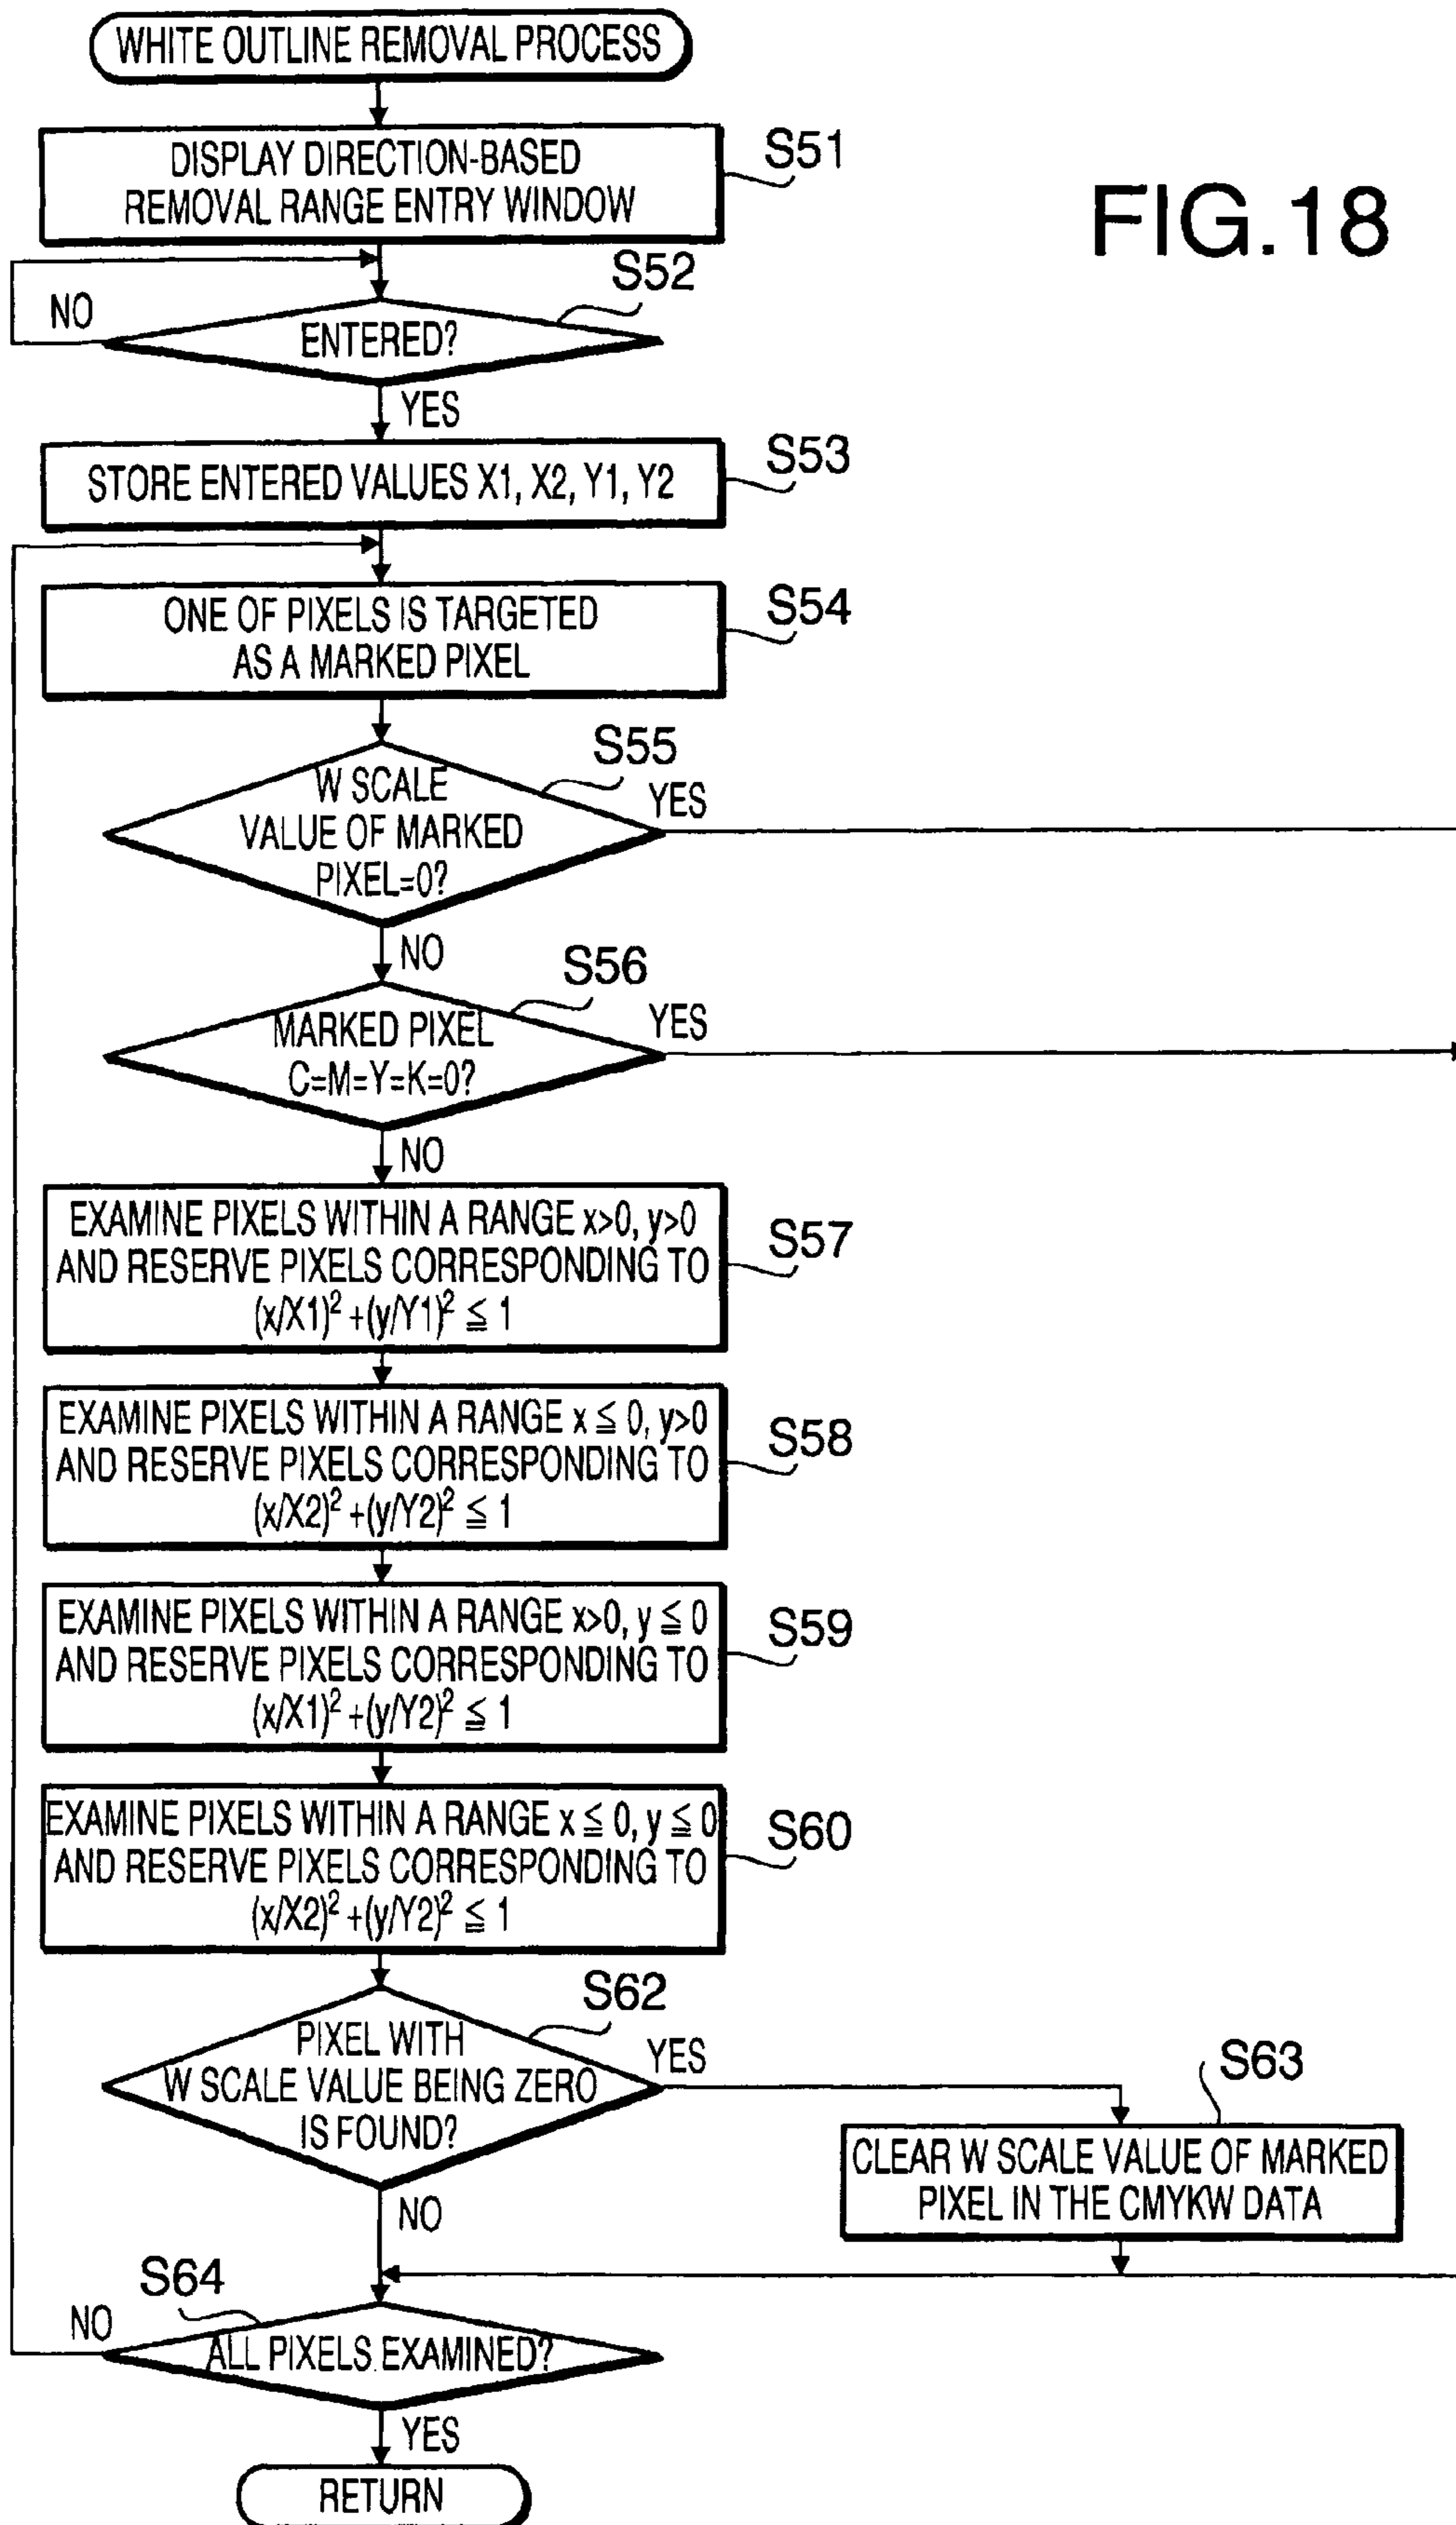 WHITE OUTLINE REMOVAL PROCESS
FIG.18
DISPLAY DIRECTION-BASED
REMOVAL RANGE ENTRY WINDOW
S51
S52
NO
ENTERED?
YES
STORE ENTERED VALUES X1, X2, Y1, Y2
S53
ONE OF PIXELS IS TARGETED
AS A MARKED PIXEL
S54
S55
W SCALE
VALUE OF MARKED
PIXEL=0?
YES
NO
S56
MARKED PIXEL
C=M=Y=K=0?
YES
NO
EXAMINE PIXELS WITHIN A RANGE x>0, y>0
AND RESERVE PIXELS CORRESPONDING TO
(x/X1)² +(y/Y1)² ≦ 1
S57
EXAMINE PIXELS WITHIN A RANGE x ≦ 0, y>0
AND RESERVE PIXELS CORRESPONDING TO
(x/X2)² +(y/Y2)² ≦ 1
S58
EXAMINE PIXELS WITHIN A RANGE x>0, y ≦ 0
AND RESERVE PIXELS CORRESPONDING TO
(x/X1)² +(y/Y2)² ≦ 1
S59
EXAMINE PIXELS WITHIN A RANGE x ≦ 0, y ≦ 0
AND RESERVE PIXELS CORRESPONDING TO
(x/X2)² +(y/Y2)² ≦ 1
S60
S62
PIXEL WITH
W SCALE VALUE BEING ZERO
IS FOUND?
YES
NO
S63
CLEAR W SCALE VALUE OF MARKED
PIXEL IN THE CMYKW DATA
S64
NO
ALL PIXELS EXAMINED?
YES
RETURN